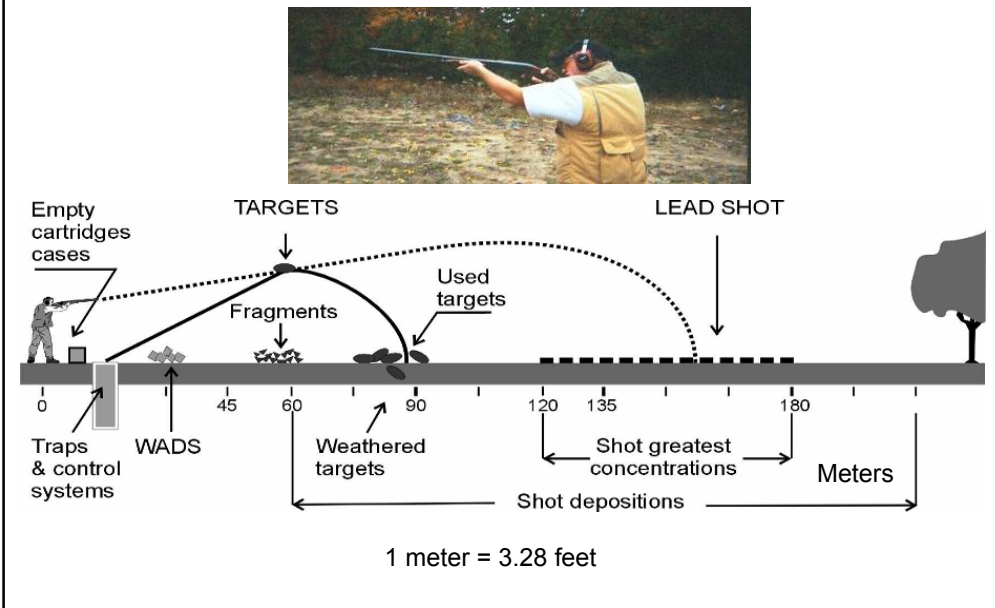 Empty
cartridges
cases
TARGETS
LEAD SHOT
Used
targets
Fragments
0
45
60
90
120
135
180
Traps
& control
systems
WADS
Weathered
targets
Shot greatest
concentrations
Meters
Shot depositions
1 meter = 3.28 feet